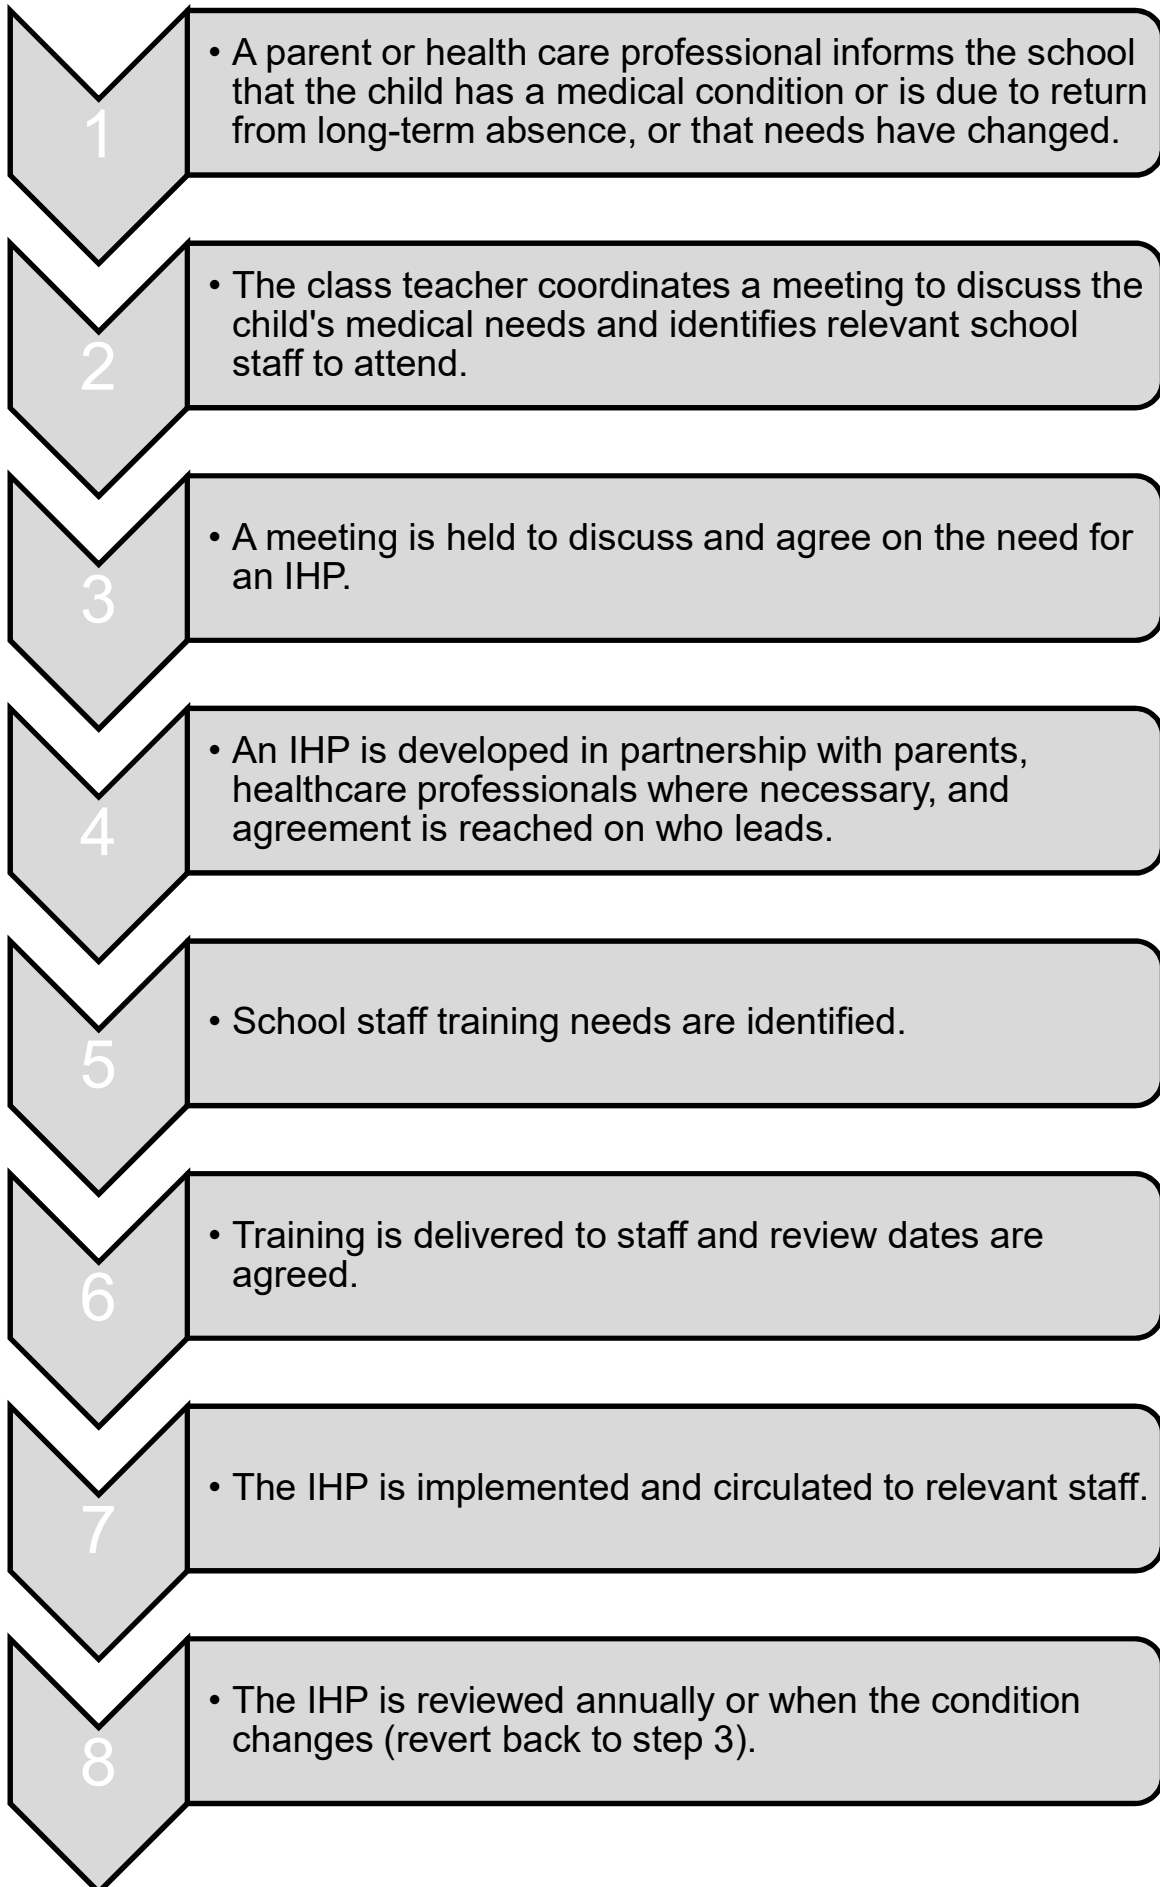 1
• A parent or health care professional informs the school
that the child has a medical condition or is due to return
from long-term absence, or that needs have changed.
2
• The class teacher coordinates a meeting to discuss the
child's medical needs and identifies relevant school
staff to attend.
3
• A meeting is held to discuss and agree on the need for
an IHP.
4
• An IHP is developed in partnership with parents,
healthcare professionals where necessary, and
agreement is reached on who leads.
5
• School staff training needs are identified.
6
• Training is delivered to staff and review dates are
agreed.
7
• The IHP is implemented and circulated to relevant staff.
8
• The IHP is reviewed annually or when the condition
changes (revert back to step 3).